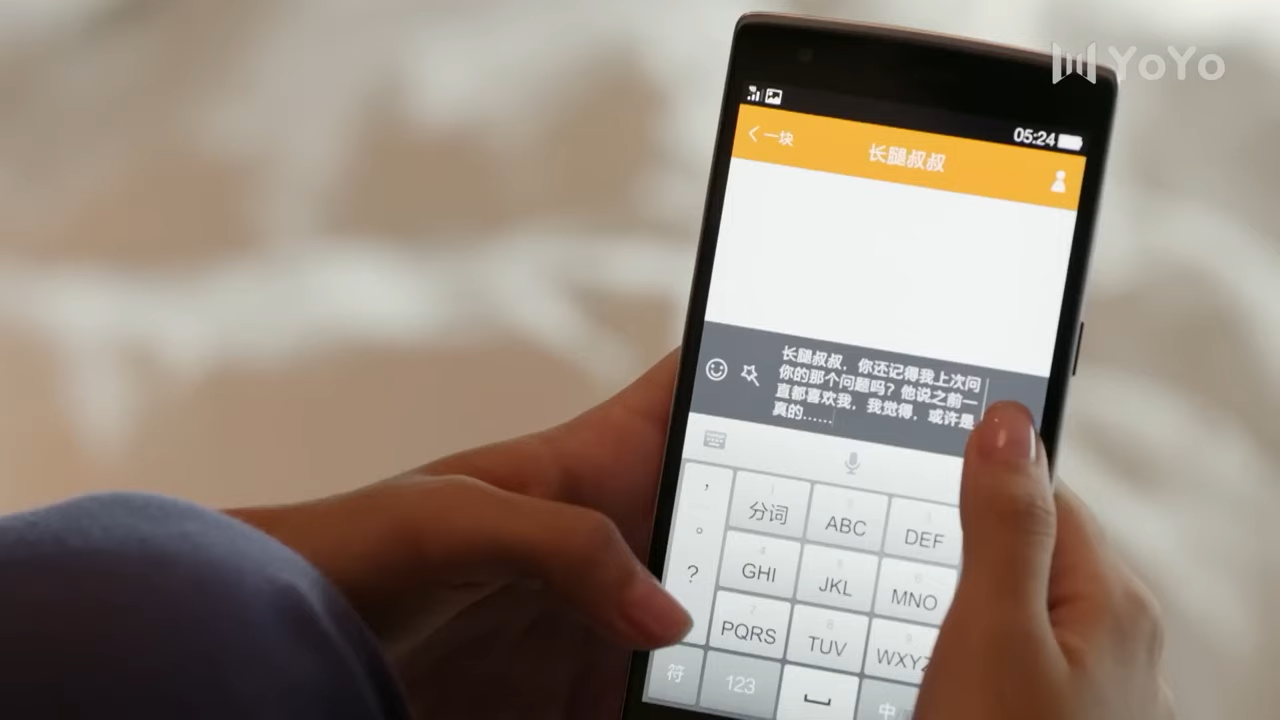 YoYo
05:24
一块
长腿叔叔
长腿叔叔，你还记得我上次问
你的那个问题吗？他说之前一
直都喜欢我，我觉得，或许是
真的……
，
分词
ABC
DEF
。
GHI
JKL
MNO
？
PQRS
TUV
WXYZ
符
123
中